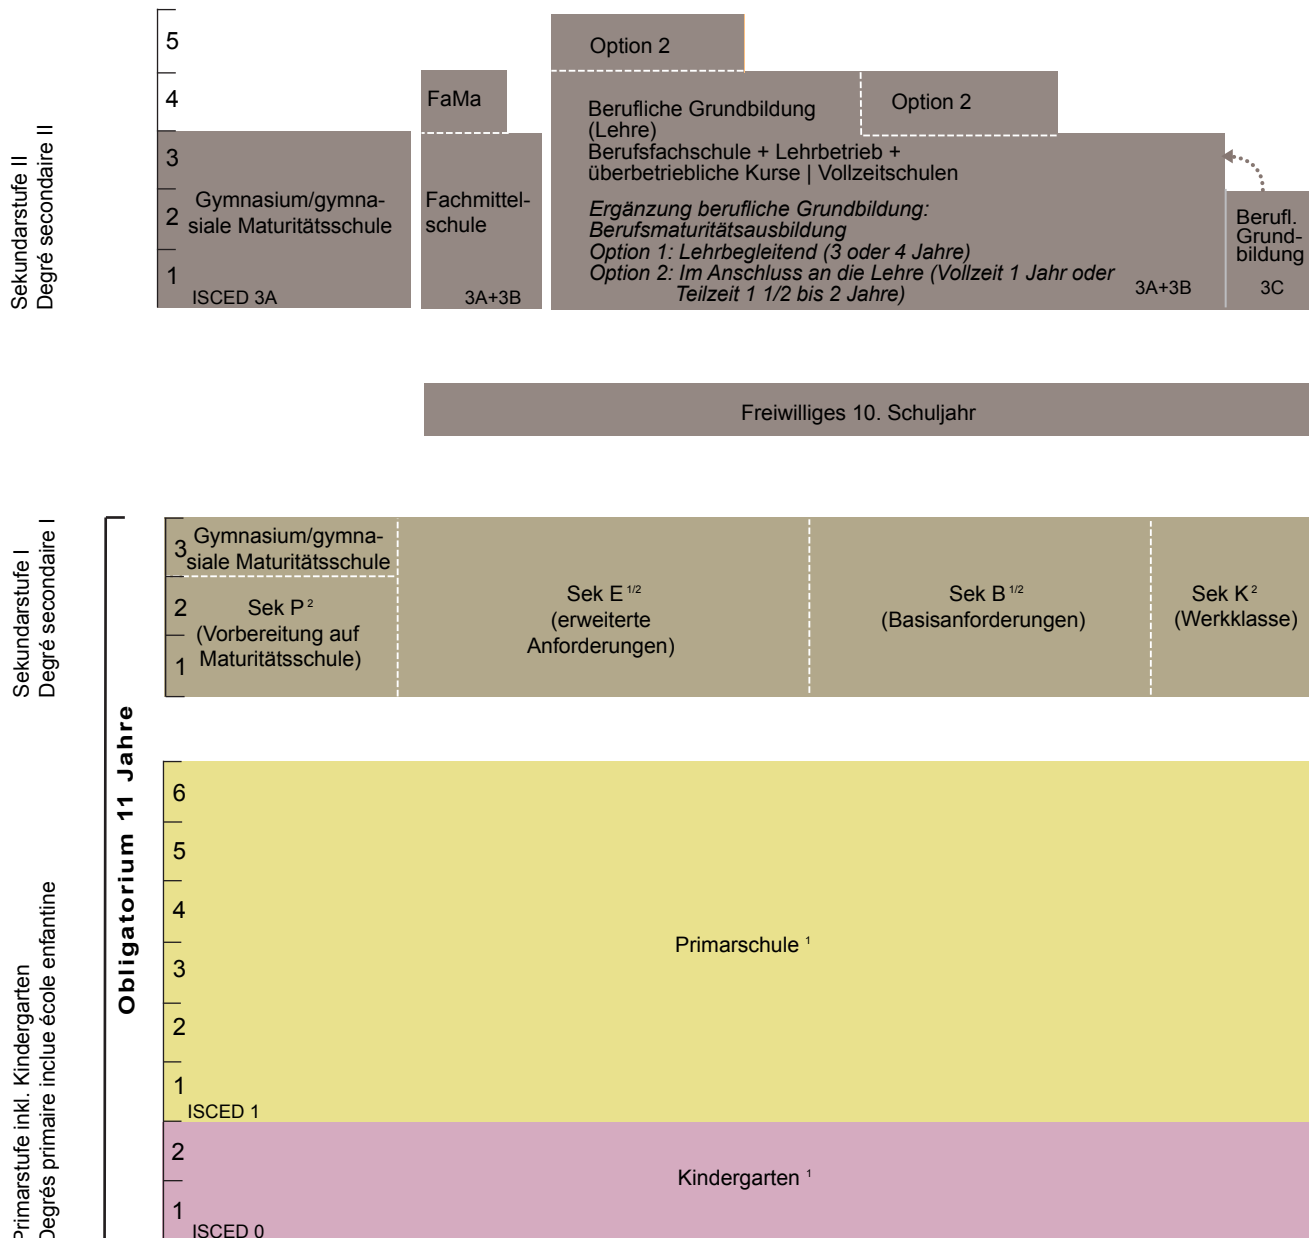 Sekundarstufe II
Degré secondaire II
5
4
3
2
1
Gymnasium/gymna-
siale Maturitätsschule
ISCED 3A
FaMa
Fachmittel-
schule
3A+3B
Option 2
Berufliche Grundbildung
(Lehre)
Berufsfachschule + Lehrbetrieb +
überbetriebliche Kurse | Vollzeitschulen
Ergänzung berufliche Grundbildung:
Berufsmaturitätsausbildung
Option 1: Lehrbegleitend (3 oder 4 Jahre)
Option 2: Im Anschluss an die Lehre (Vollzeit 1 Jahr oder
Teilzeit 1 1/2 bis 2 Jahre)
Option 2
3A+3B
Berufl.
Grund-
bildung
3C
Freiwilliges 10. Schuljahr
Sekundarstufe I
Degré secondaire I
Obligatorium 11 Jahre
3
2
1
Gymnasium/gymna-
siale Maturitätsschule
Sek P 2
(Vorbereitung auf
Maturitätsschule)
Sek E 1/2
(erweiterte
Anforderungen)
Sek B 1/2
(Basisanforderungen)
Sek K 2
(Werkklasse)
Primarstufe inkl. Kindergarten
Degrés primaire inclue école enfantine
6
5
4
3
2
1
Primarschule 1
ISCED 1
2
1
Kindergarten 1
ISCED 0